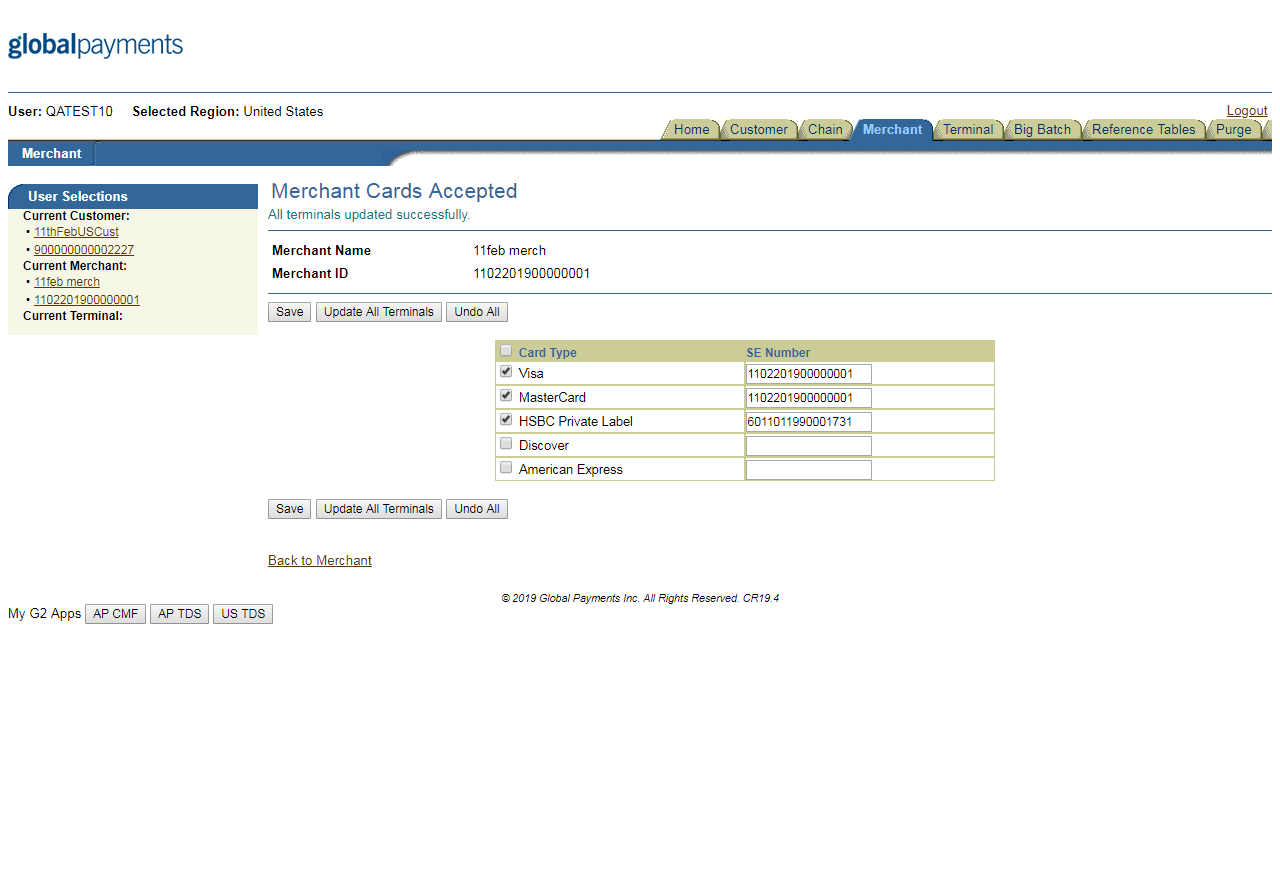 globalpayments
User: QATEST10 Selected Region: United States
Logout
Home Customer Chain Merchant Terminal Big Batch Reference Tables Purge
Merchant
User Selections
Current Customer:
• 11thFebUSCust
• 900000000002227
Current Merchant:
• 11feb merch
• 1102201900000001
Current Terminal:
Merchant Cards Accepted
All terminals updated successfully.
Merchant Name 11feb merch
Merchant ID 1102201900000001
Save Update All Terminals Undo All
Card Type SE Number
Visa 1102201900000001
MasterCard 1102201900000001
HSBC Private Label 6011011990001731
Discover
American Express
Save Update All Terminals Undo All
Back to Merchant
© 2019 Global Payments Inc. All Rights Reserved. CR19.4
My G2 Apps AP CMF AP TDS US TDS